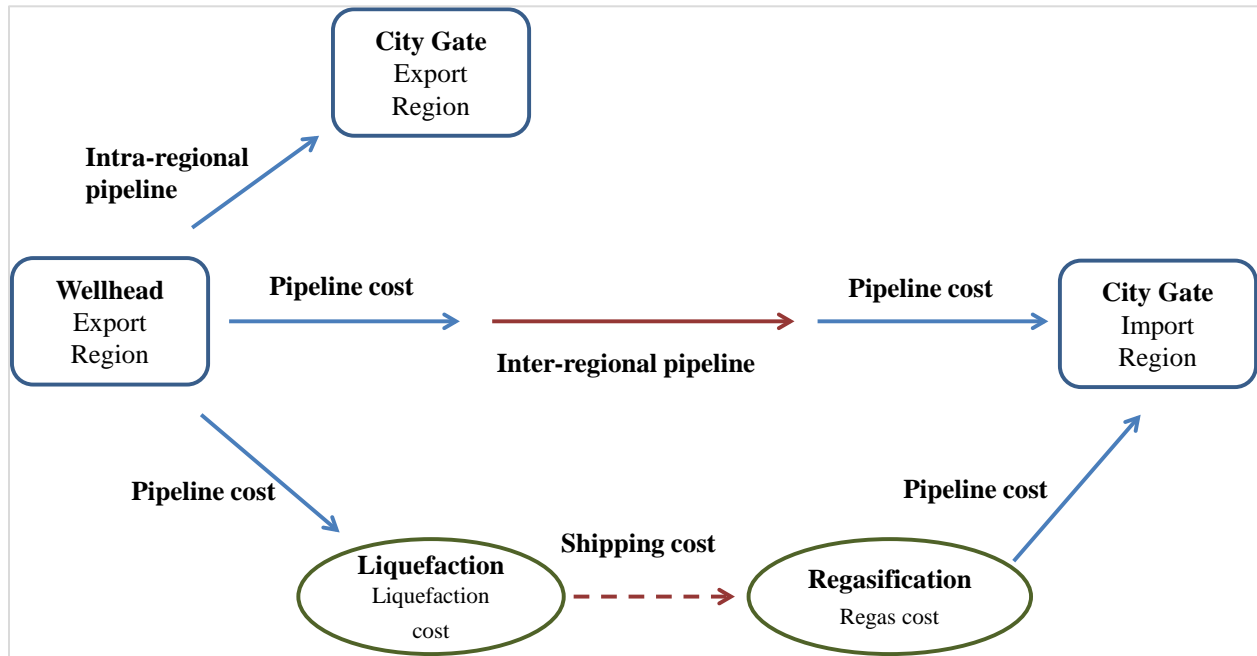 City Gate
Export
Region
Intra-regional
pipeline
Wellhead
Export
Region
Pipeline cost
Inter-regional pipeline
Pipeline cost
City Gate
Import
Region
Pipeline cost
Liquefaction
Liquefaction
cost
Shipping cost
Regasification
Regas cost
Pipeline cost